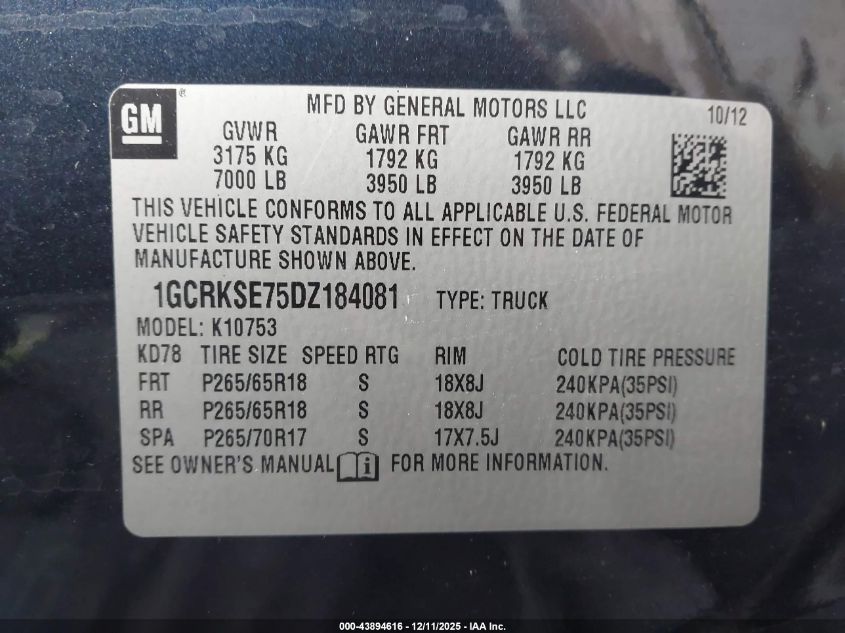 GM
®
MFD BY GENERAL MOTORS LLC 10/12
GVWR GAWR FRT GAWR RR
3175 KG 1792 KG 1792 KG
7000 LB 3950 LB 3950 LB
THIS VEHICLE CONFORMS TO ALL APPLICABLE U.S. FEDERAL MOTOR
VEHICLE SAFETY STANDARDS IN EFFECT ON THE DATE OF
MANUFACTURE SHOWN ABOVE.
1GCRKSE75DZ184081 TYPE: TRUCK
MODEL: K10753
KD78 TIRE SIZE SPEED RTG RIM COLD TIRE PRESSURE
FRT P265/65R18 S 18X8J 240KPA(35PSI)
RR P265/65R18 S 18X8J 240KPA(35PSI)
SPA P265/70R17 S 17X7.5J 240KPA(35PSI)
SEE OWNER'S MANUAL i FOR MORE INFORMATION.
000-43894616 - 12/11/2025 - IAA Inc.